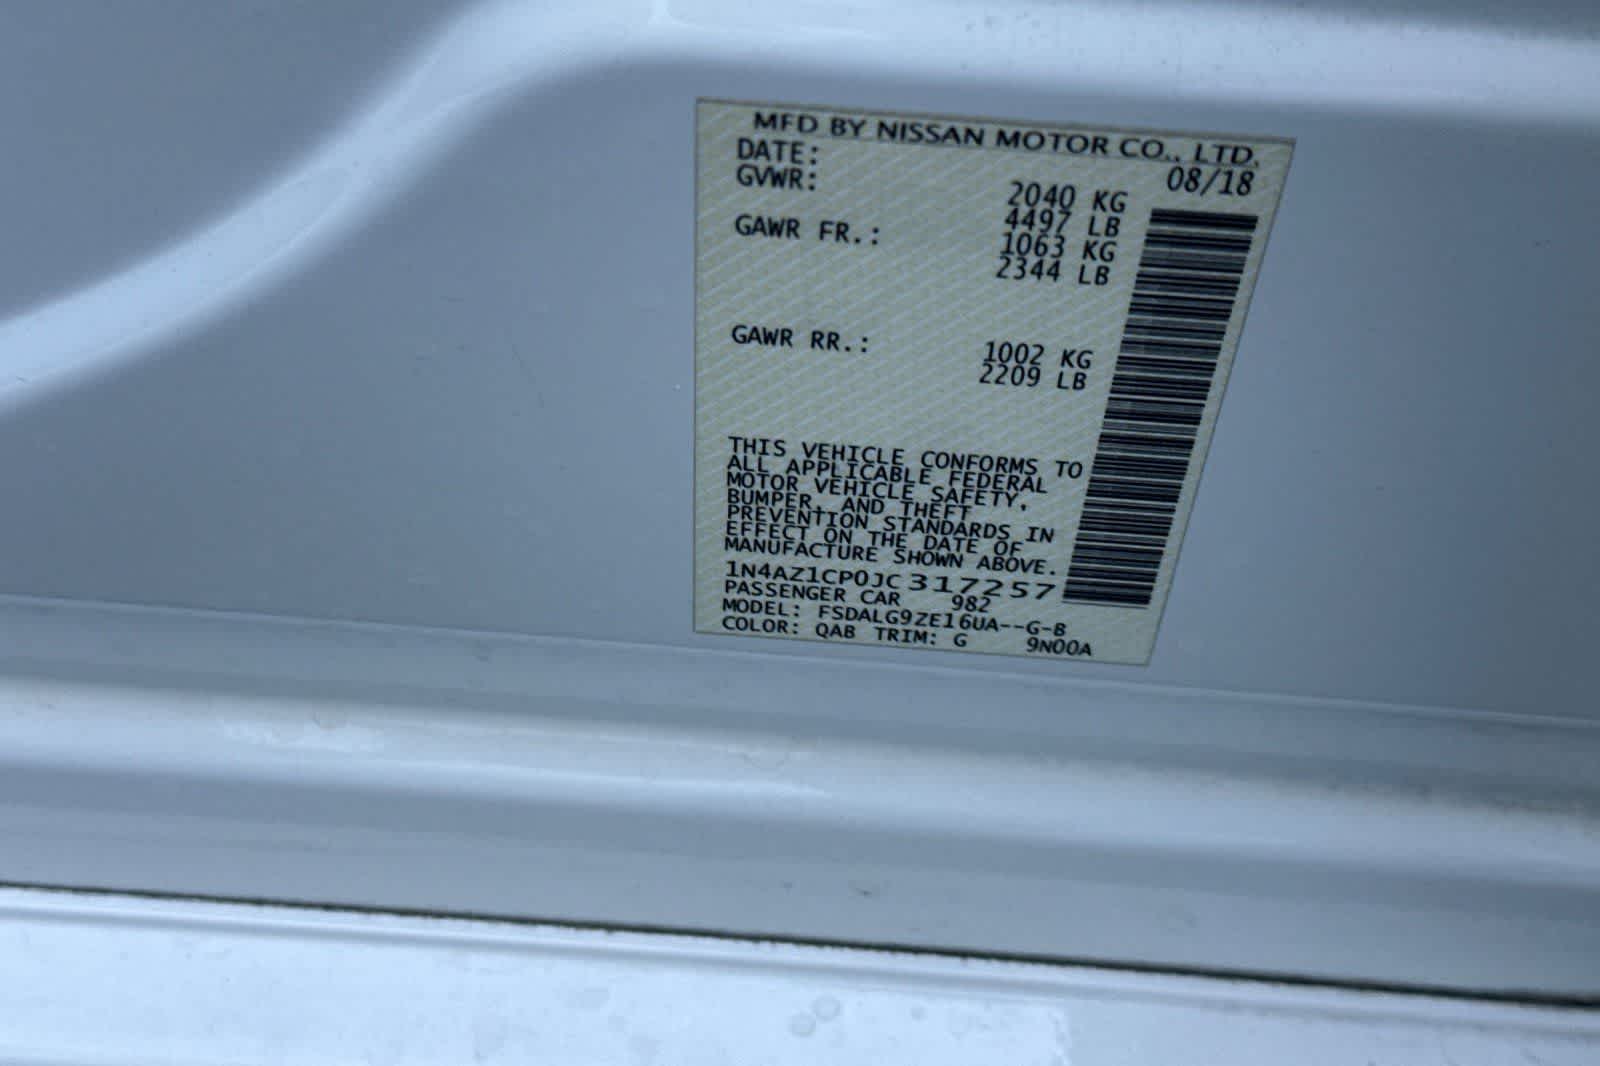 MFD BY NISSAN MOTOR CO., LTD.
DATE: 08/18
GVWR: 2040 KG
4497 LB
GAWR FR.: 1063 KG
2344 LB
GAWR RR.: 1002 KG
2209 LB
THIS VEHICLE CONFORMS TO
ALL APPLICABLE FEDERAL
MOTOR VEHICLE SAFETY,
BUMPER, AND THEFT
PREVENTION STANDARDS IN
EFFECT ON THE DATE OF
MANUFACTURE SHOWN ABOVE.
1N4AZ1CP0JC317257
PASSENGER CAR 982
MODEL: FSDALG9ZE16UA--G-B
COLOR: QAB TRIM: G 9N00A